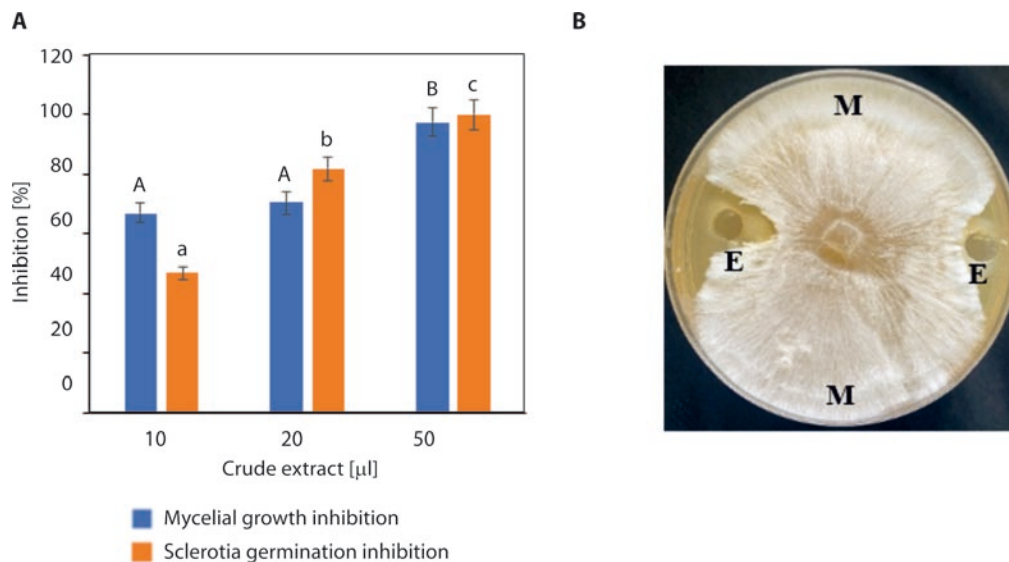 A
120
100
80
60
40
20
0
Inhibition [%]
A
a
A
b
B
c
10 20 50
Crude extract [µl]
Mycelial growth inhibition
Sclerotia germination inhibition
B
M
E
E
M